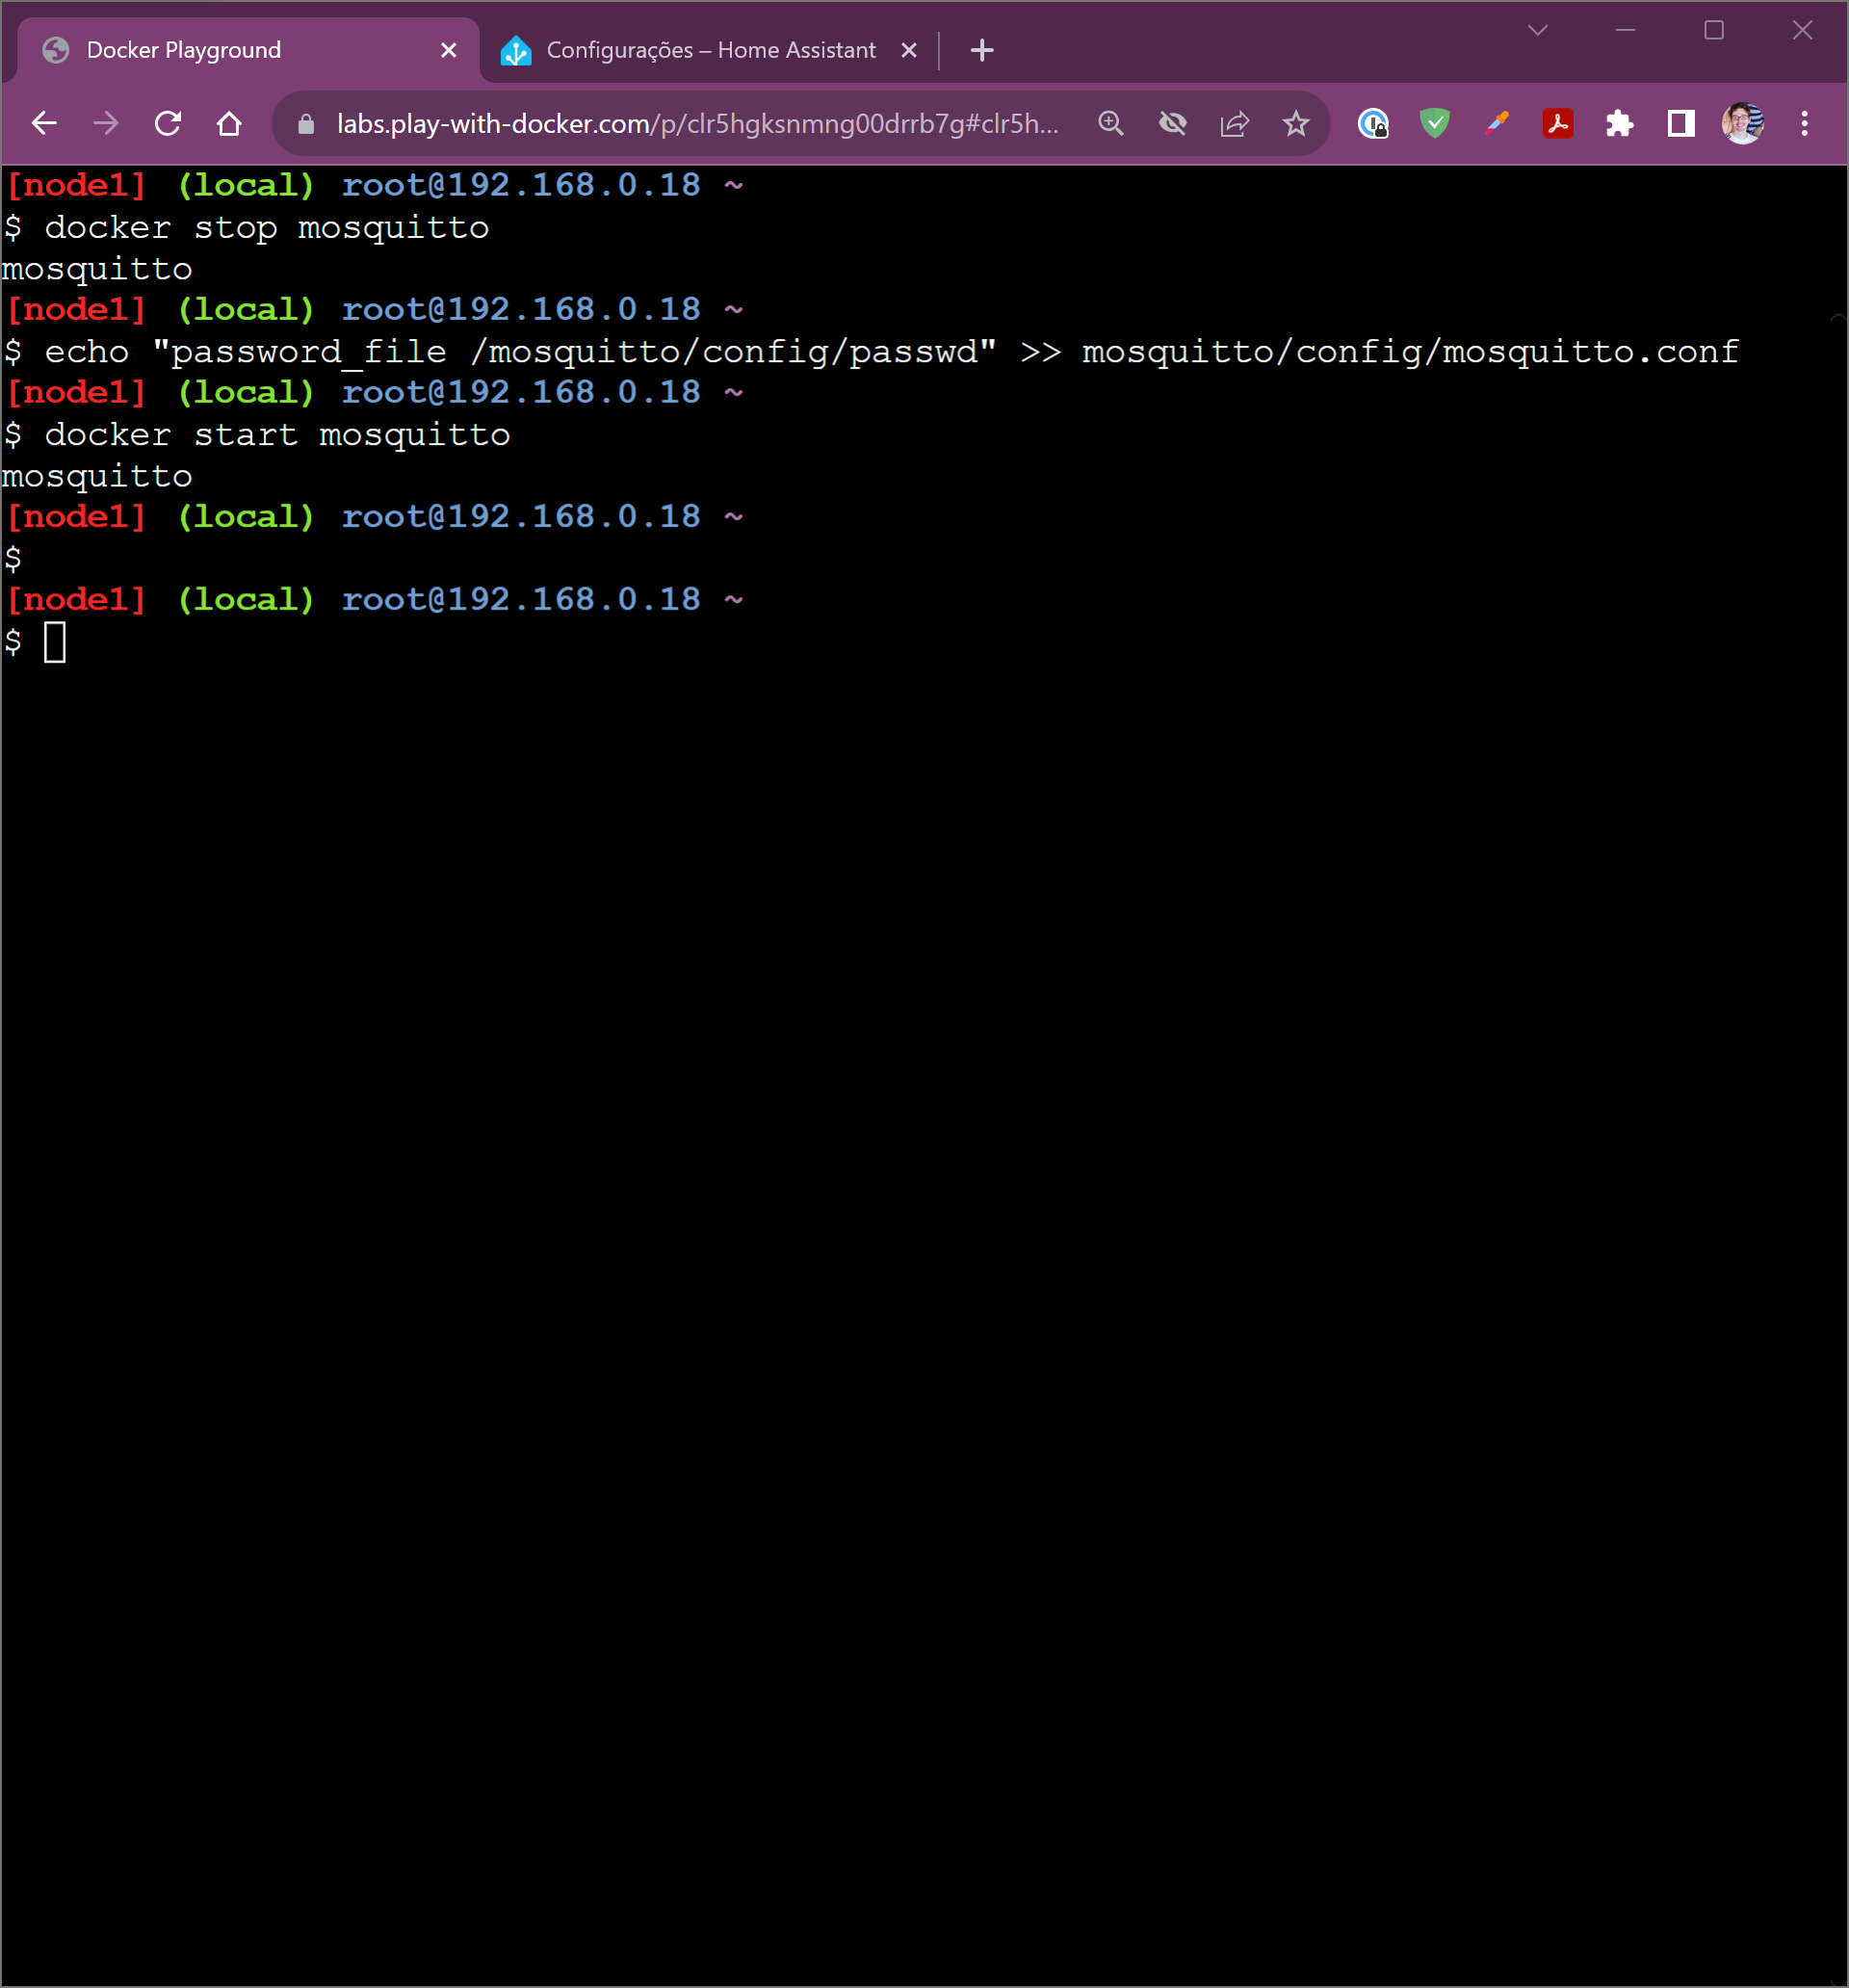 Docker Playground
Configurações – Home Assistant
labs.play-with-docker.com/p/clr5hgksnmng00drrb7g#clr5h...
[node1] (local) root@192.168.0.18 ~
$ docker stop mosquitto
mosquitto
[node1] (local) root@192.168.0.18 ~
$ echo "password_file /mosquitto/config/passwd" >> mosquitto/config/mosquitto.conf
[node1] (local) root@192.168.0.18 ~
$ docker start mosquitto
mosquitto
[node1] (local) root@192.168.0.18 ~
$
[node1] (local) root@192.168.0.18 ~
$